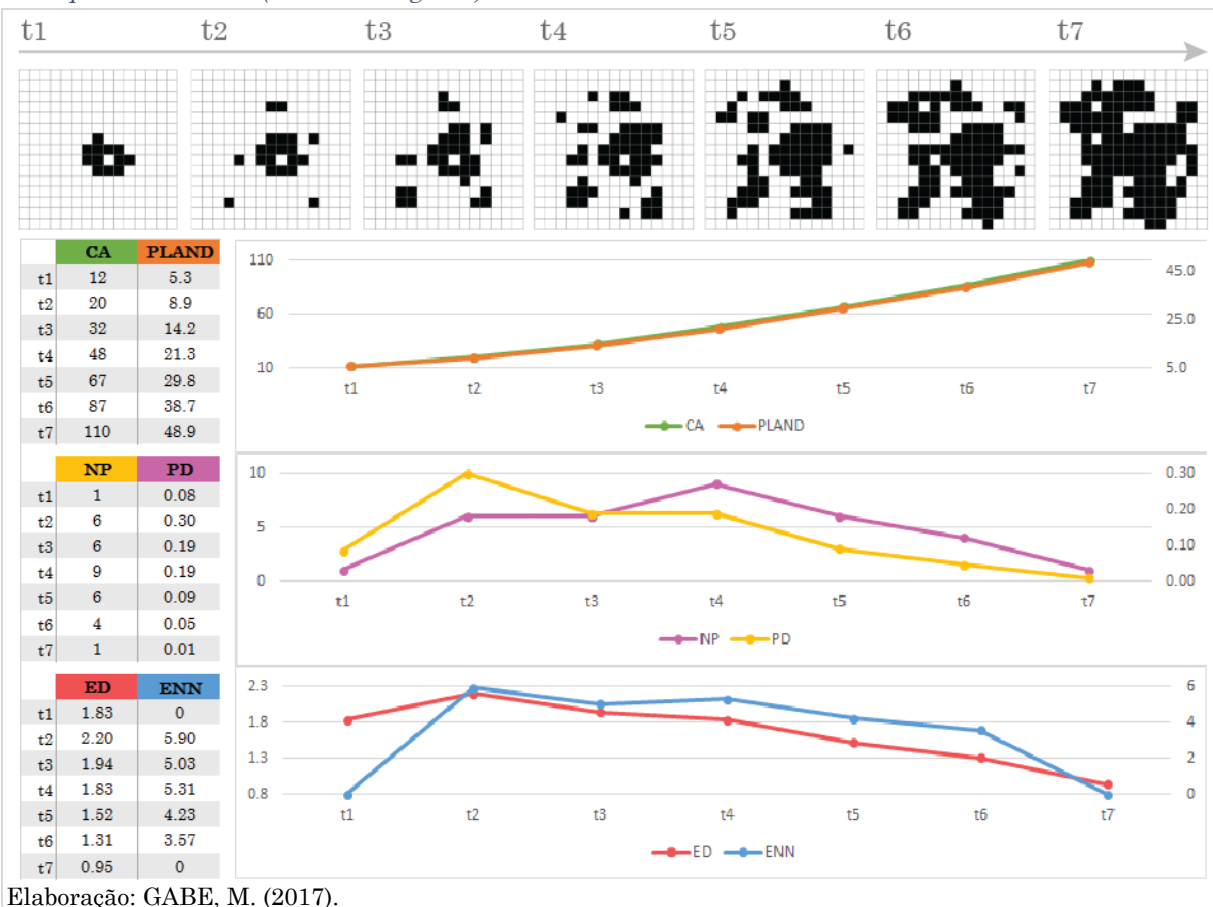 t1 t2 t3 t4 t5 t6 t7
CA PLAND
t1 12 5.3
t2 20 8.9
t3 32 14.2
t4 48 21.3
t5 67 29.8
t6 87 38.7
t7 110 48.9
110
60
10
45.0
25.0
5.0
t1 t2 t3 t4 t5 t6 t7
CA PLAND
NP PD
t1 1 0.08
t2 6 0.30
t3 6 0.19
t4 9 0.19
t5 6 0.09
t6 4 0.05
t7 1 0.01
10
5
0
0.30
0.20
0.10
0.00
t1 t2 t3 t4 t5 t6 t7
NP PD
ED ENN
t1 1.83 0
t2 2.20 5.90
t3 1.94 5.03
t4 1.83 5.31
t5 1.52 4.23
t6 1.31 3.57
t7 0.95 0
2.3
1.8
1.3
0.8
6
4
2
0
t1 t2 t3 t4 t5 t6 t7
ED ENN
Elaboração: GABE, M. (2017).